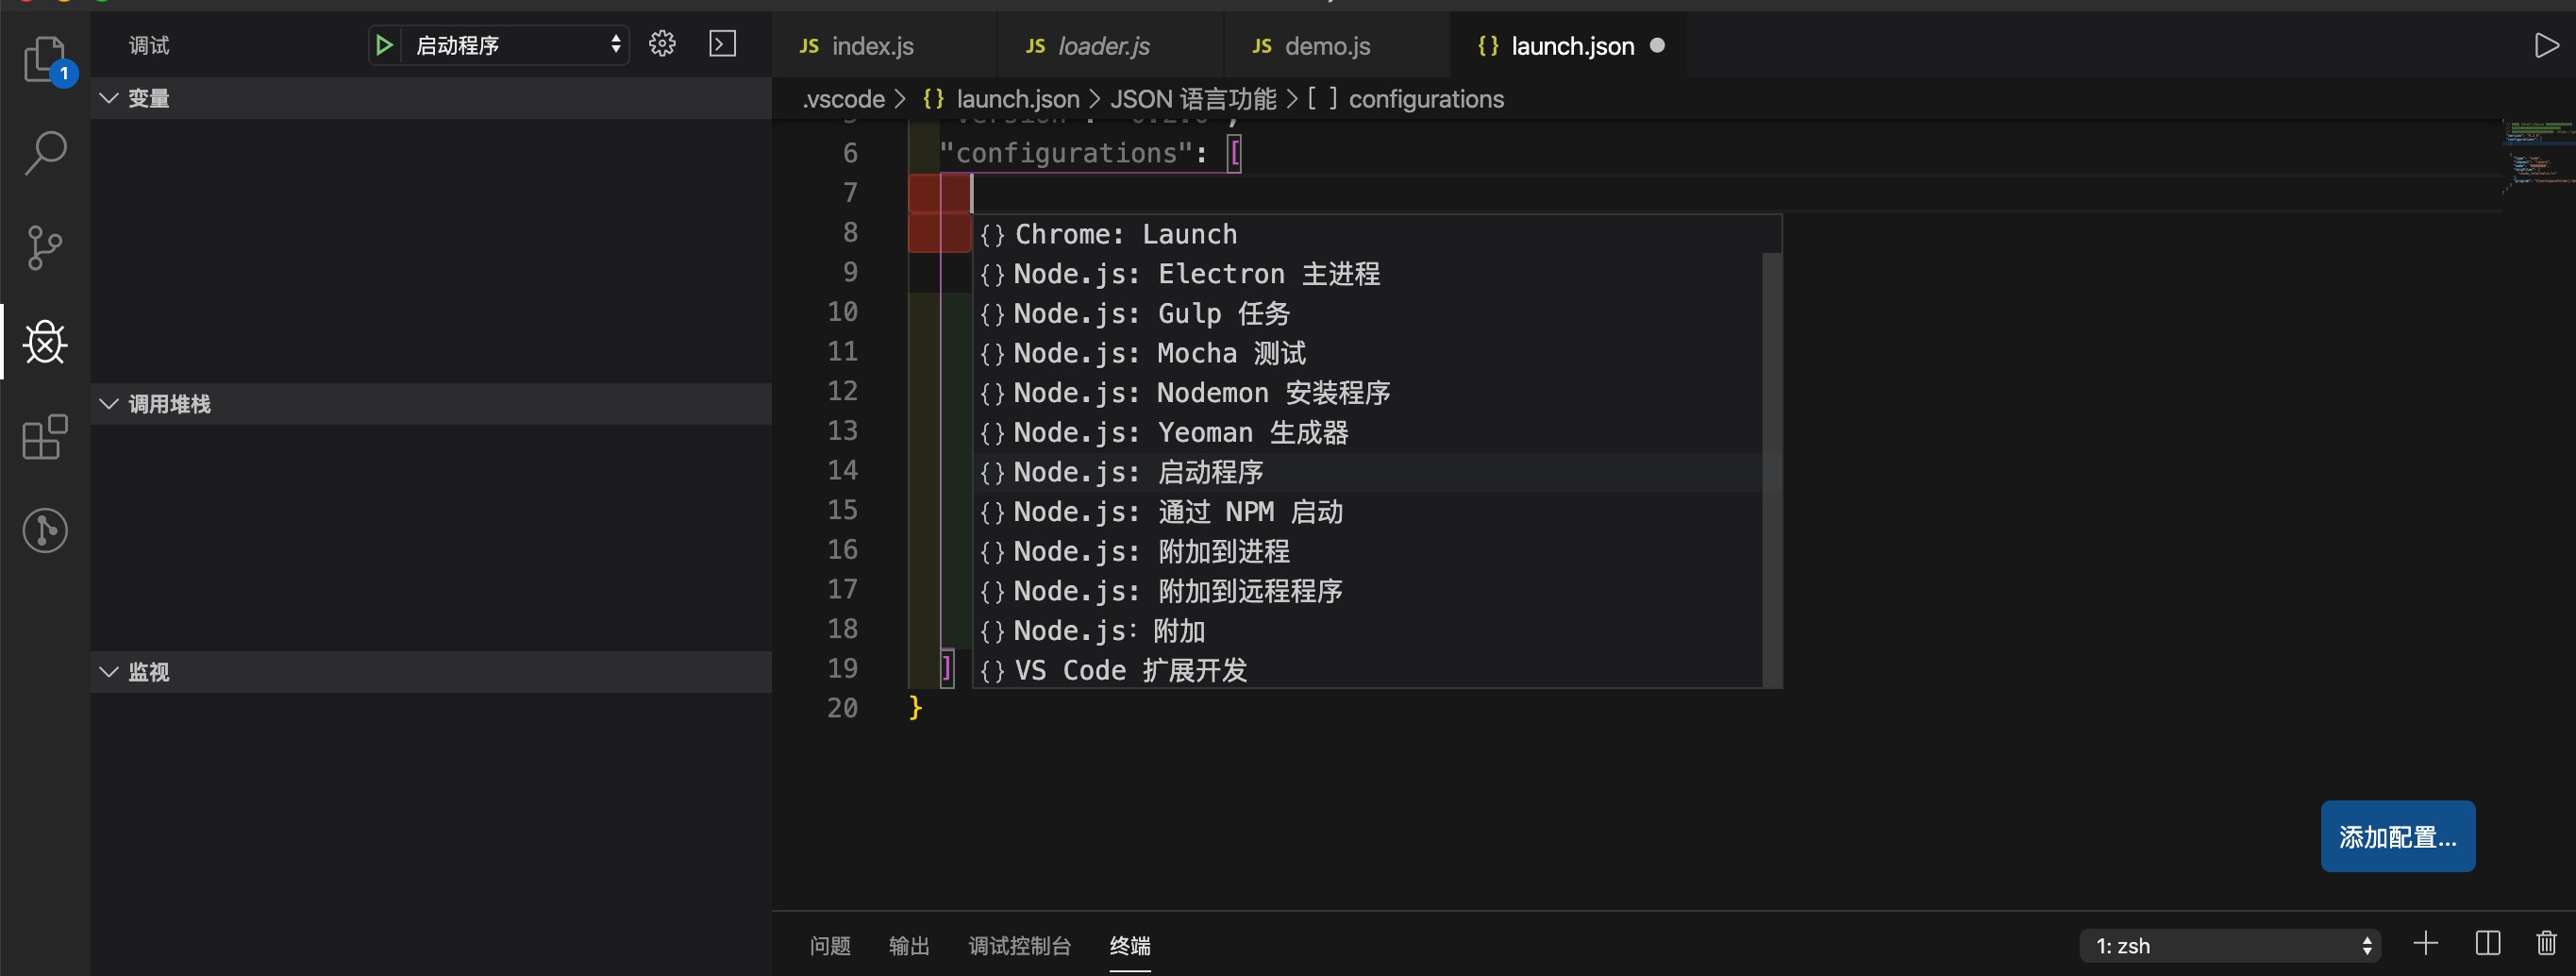 调试
启动程序
JS index.js
JS loader.js
JS demo.js
{} launch.json
1
.vscode > {} launch.json > JSON 语言功能 > [ ] configurations
变量
6 "configurations": [
7
8
9
10
11
12
13
14
15
16
17
18
19 ]
20 }
{} Chrome: Launch
{} Node.js: Electron 主进程
{} Node.js: Gulp 任务
{} Node.js: Mocha 测试
{} Node.js: Nodemon 安装程序
{} Node.js: Yeoman 生成器
{} Node.js: 启动程序
{} Node.js: 通过 NPM 启动
{} Node.js: 附加到进程
{} Node.js: 附加到远程程序
{} Node.js: 附加
{} VS Code 扩展开发
调用堆栈
监视
添加配置...
问题
输出
调试控制台
终端
1: zsh